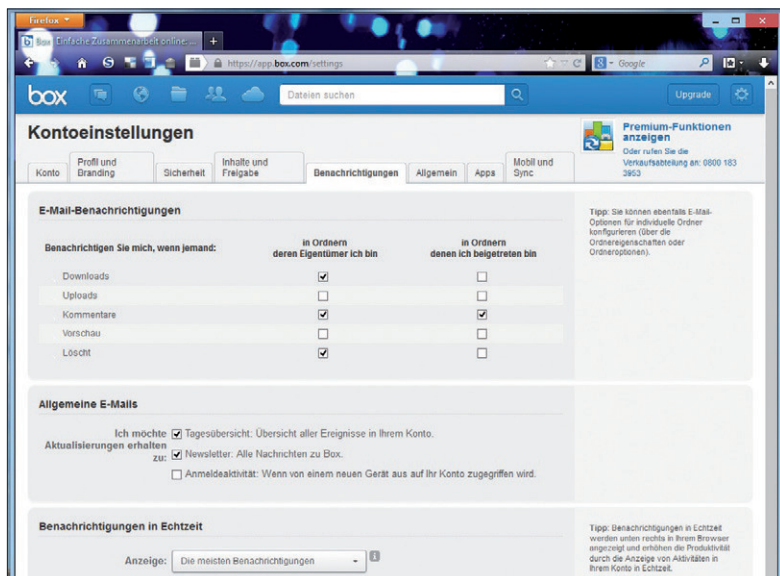 Firefox
Box | Einfache Zusammenarbeit online: ...
https://app.box.com/settings
Google
box
Dateien suchen
Upgrade
Kontoeinstellungen
Premium-Funktionen
anzeigen
Oder rufen Sie die
Verkaufsabteilung an: 0800 183
3953
Konto
Profil und
Branding
Sicherheit
Inhalte und
Freigabe
Benachrichtigungen
Allgemein
Apps
Mobil und
Sync
E-Mail-Benachrichtigungen
Benachrichtigen Sie mich, wenn jemand:
in Ordnern
deren Eigentümer ich bin
in Ordnern
denen ich beigetreten bin
Downloads
Uploads
Kommentare
Vorschau
Löscht
Tipp: Sie können ebenfalls E-Mail-
Optionen für individuelle Ordner
konfigurieren (über die
Ordnereigenschaften oder
Ordneroptionen).
Allgemeine E-Mails
Ich möchte
Aktualisierungen erhalten
zu:
Tagesübersicht: Übersicht aller Ereignisse in Ihrem Konto.
Newsletter: Alle Nachrichten zu Box.
Anmeldeaktivität: Wenn von einem neuen Gerät aus auf Ihr Konto zugegriffen wird.
Benachrichtigungen in Echtzeit
Anzeige:
Die meisten Benachrichtigungen
Tipp: Benachrichtigungen in Echtzeit
werden unten rechts in Ihrem Browser
angezeigt und erhöhen die Produktivität
durch die Anzeige von Aktivitäten in
Ihrem Konto in Echtzeit.